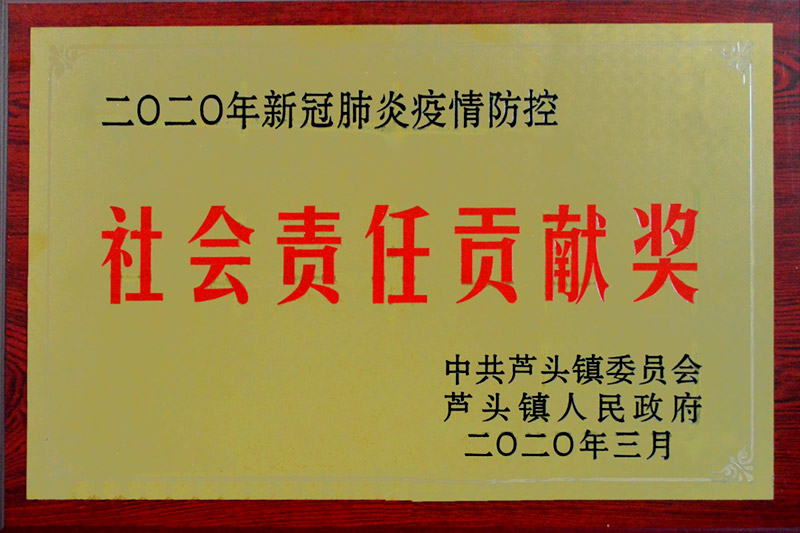 二〇二〇年新冠肺炎疫情防控
社会责任贡献奖
中共芦头镇委员会
芦头镇人民政府
二〇二〇年三月